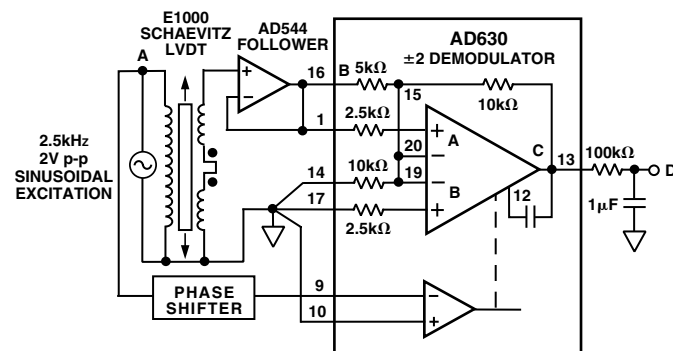 E1000
SCHAEVITZ
LVDT
A
AD544
FOLLOWER
+
−
AD630
±2 DEMODULATOR
16
B
5kΩ
15
10kΩ
1
2.5kΩ
+
A
20
−
C
13
100kΩ
D
2.5kHz
2V p-p
SINUSOIDAL
EXCITATION
14
10kΩ
19
−
B
12
1μF
17
2.5kΩ
+
PHASE
SHIFTER
9
−
10
+